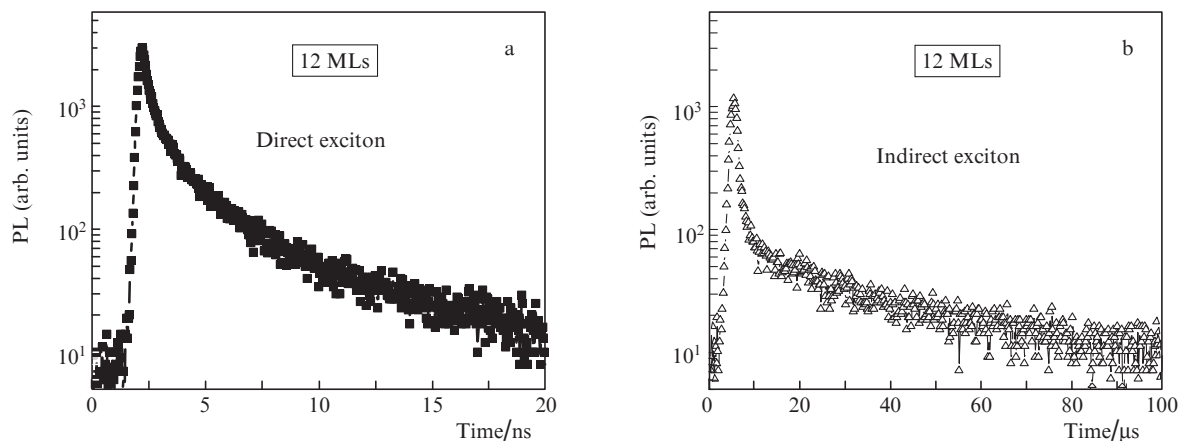 12 MLs
a
Direct exciton
PL (arb. units)
10³
10²
10¹
0 5 10 15 20
Time/ns
12 MLs
b
Indirect exciton
PL (arb. units)
10³
10²
10¹
0 20 40 60 80 100
Time/μs